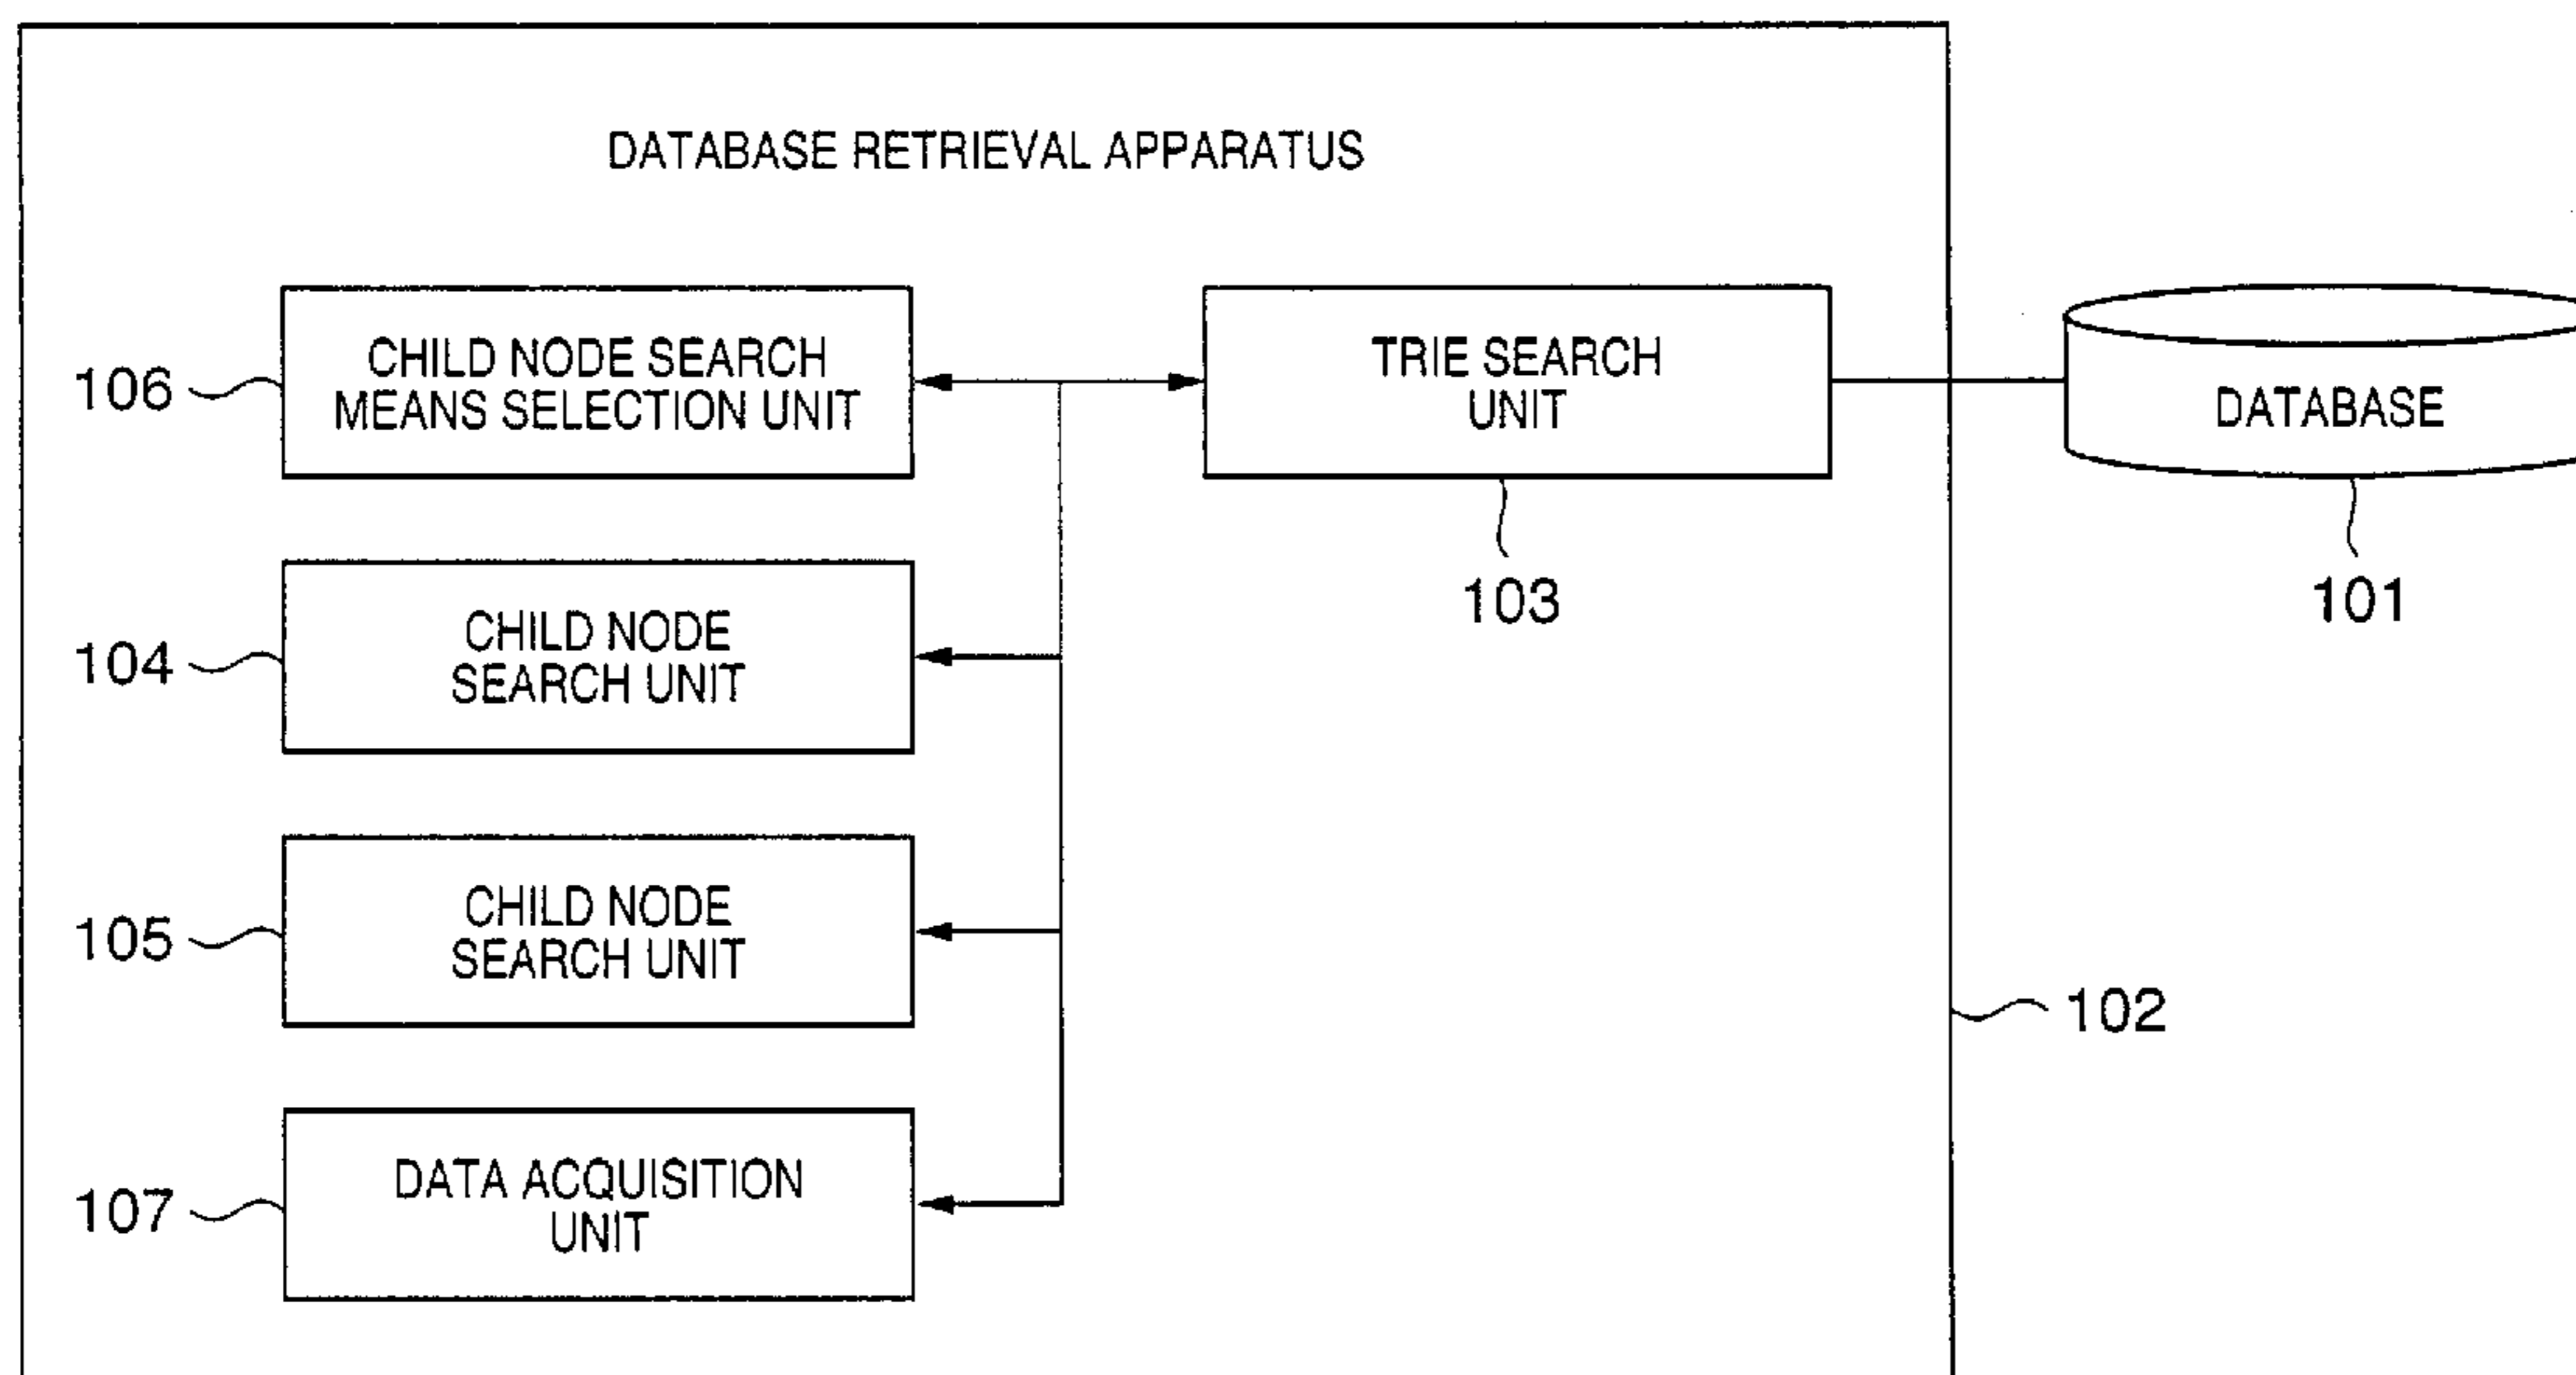 DATABASE RETRIEVAL APPARATUS
106
CHILD NODE SEARCH
MEANS SELECTION UNIT
TRIE SEARCH
UNIT
103
DATABASE
101
104
CHILD NODE
SEARCH UNIT
105
CHILD NODE
SEARCH UNIT
102
107
DATA ACQUISITION
UNIT